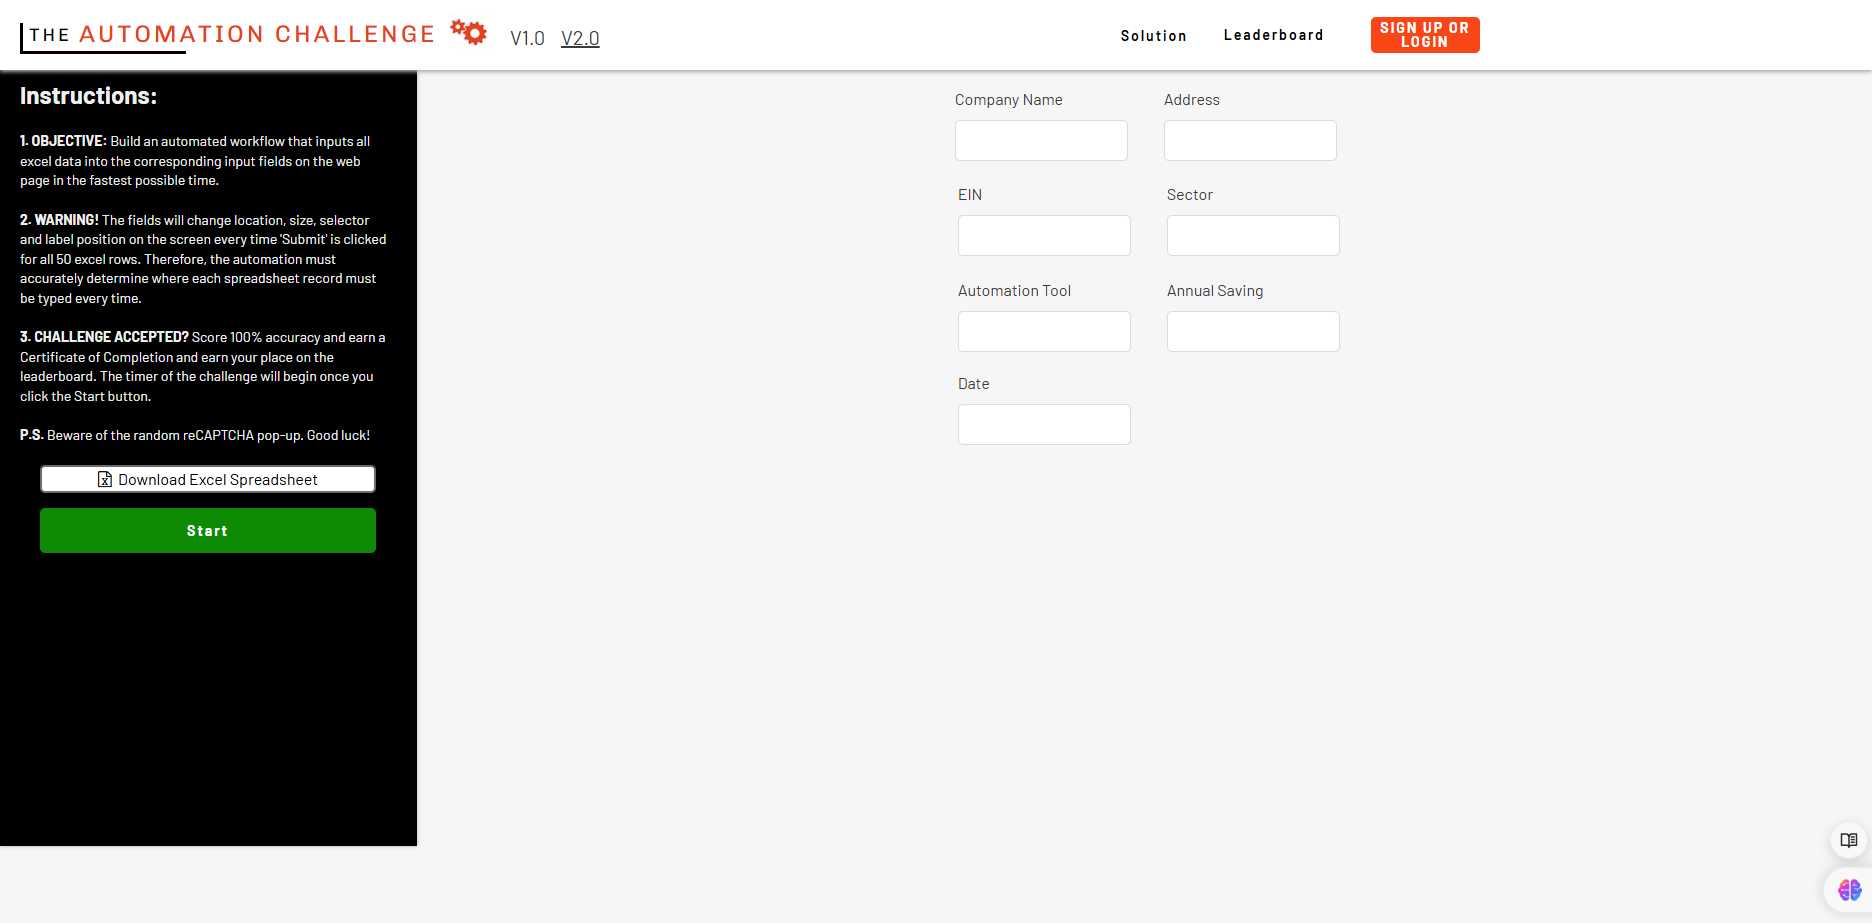 THE AUTOMATION CHALLENGE
V1.0 V2.0
Solution
Leaderboard
SIGN UP OR
LOGIN
Instructions:
1. OBJECTIVE: Build an automated workflow that inputs all
excel data into the corresponding input fields on the web
page in the fastest possible time.
2. WARNING! The fields will change location, size, selector
and label position on the screen every time 'Submit' is clicked
for all 50 excel rows. Therefore, the automation must
accurately determine where each spreadsheet record must
be typed every time.
3. CHALLENGE ACCEPTED? Score 100% accuracy and earn a
Certificate of Completion and earn your place on the
leaderboard. The timer of the challenge will begin once you
click the Start button.
P.S. Beware of the random reCAPTCHA pop-up. Good luck!
Download Excel Spreadsheet
Start
Company Name
Address
EIN
Sector
Automation Tool
Annual Saving
Date